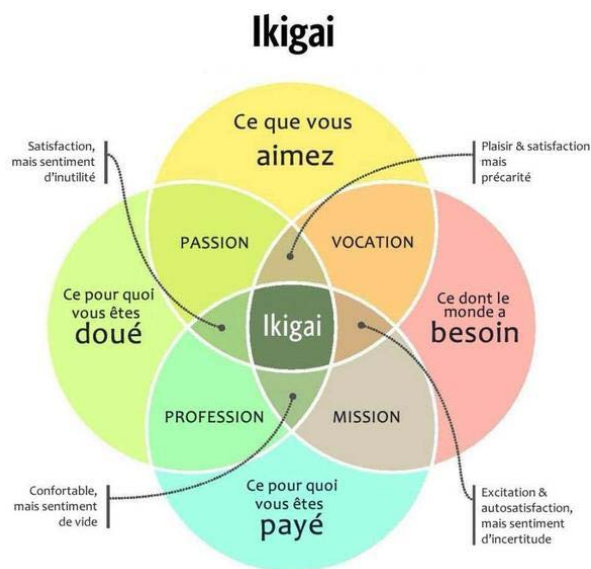 Ikigai
Ce que vous
aimez
Satisfaction,
mais sentiment
d'inutilité
Plaisir & satisfaction
mais
précarité
PASSION
VOCATION
Ce pour quoi
vous êtes
doué
Ikigai
Ce dont le
monde a
besoin
PROFESSION
MISSION
Confortable,
mais sentiment
de vide
Ce pour quoi
vous êtes
payé
Excitation &
autosatisfaction,
mais sentiment
d'incertitude